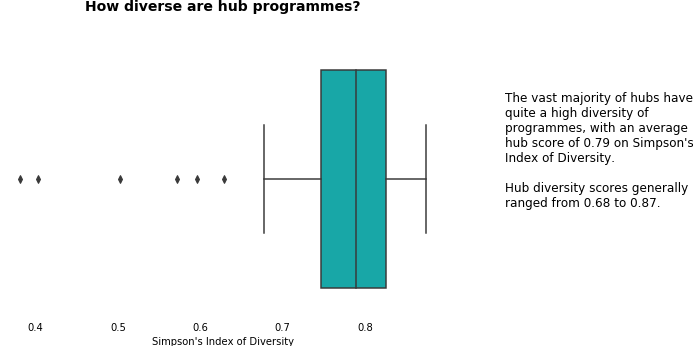 How diverse are hub programmes?
The vast majority of hubs have
quite a high diversity of
programmes, with an average
hub score of 0.79 on Simpson's
Index of Diversity.
Hub diversity scores generally
ranged from 0.68 to 0.87.
0.4 0.5 0.6 0.7 0.8
Simpson's Index of Diversity